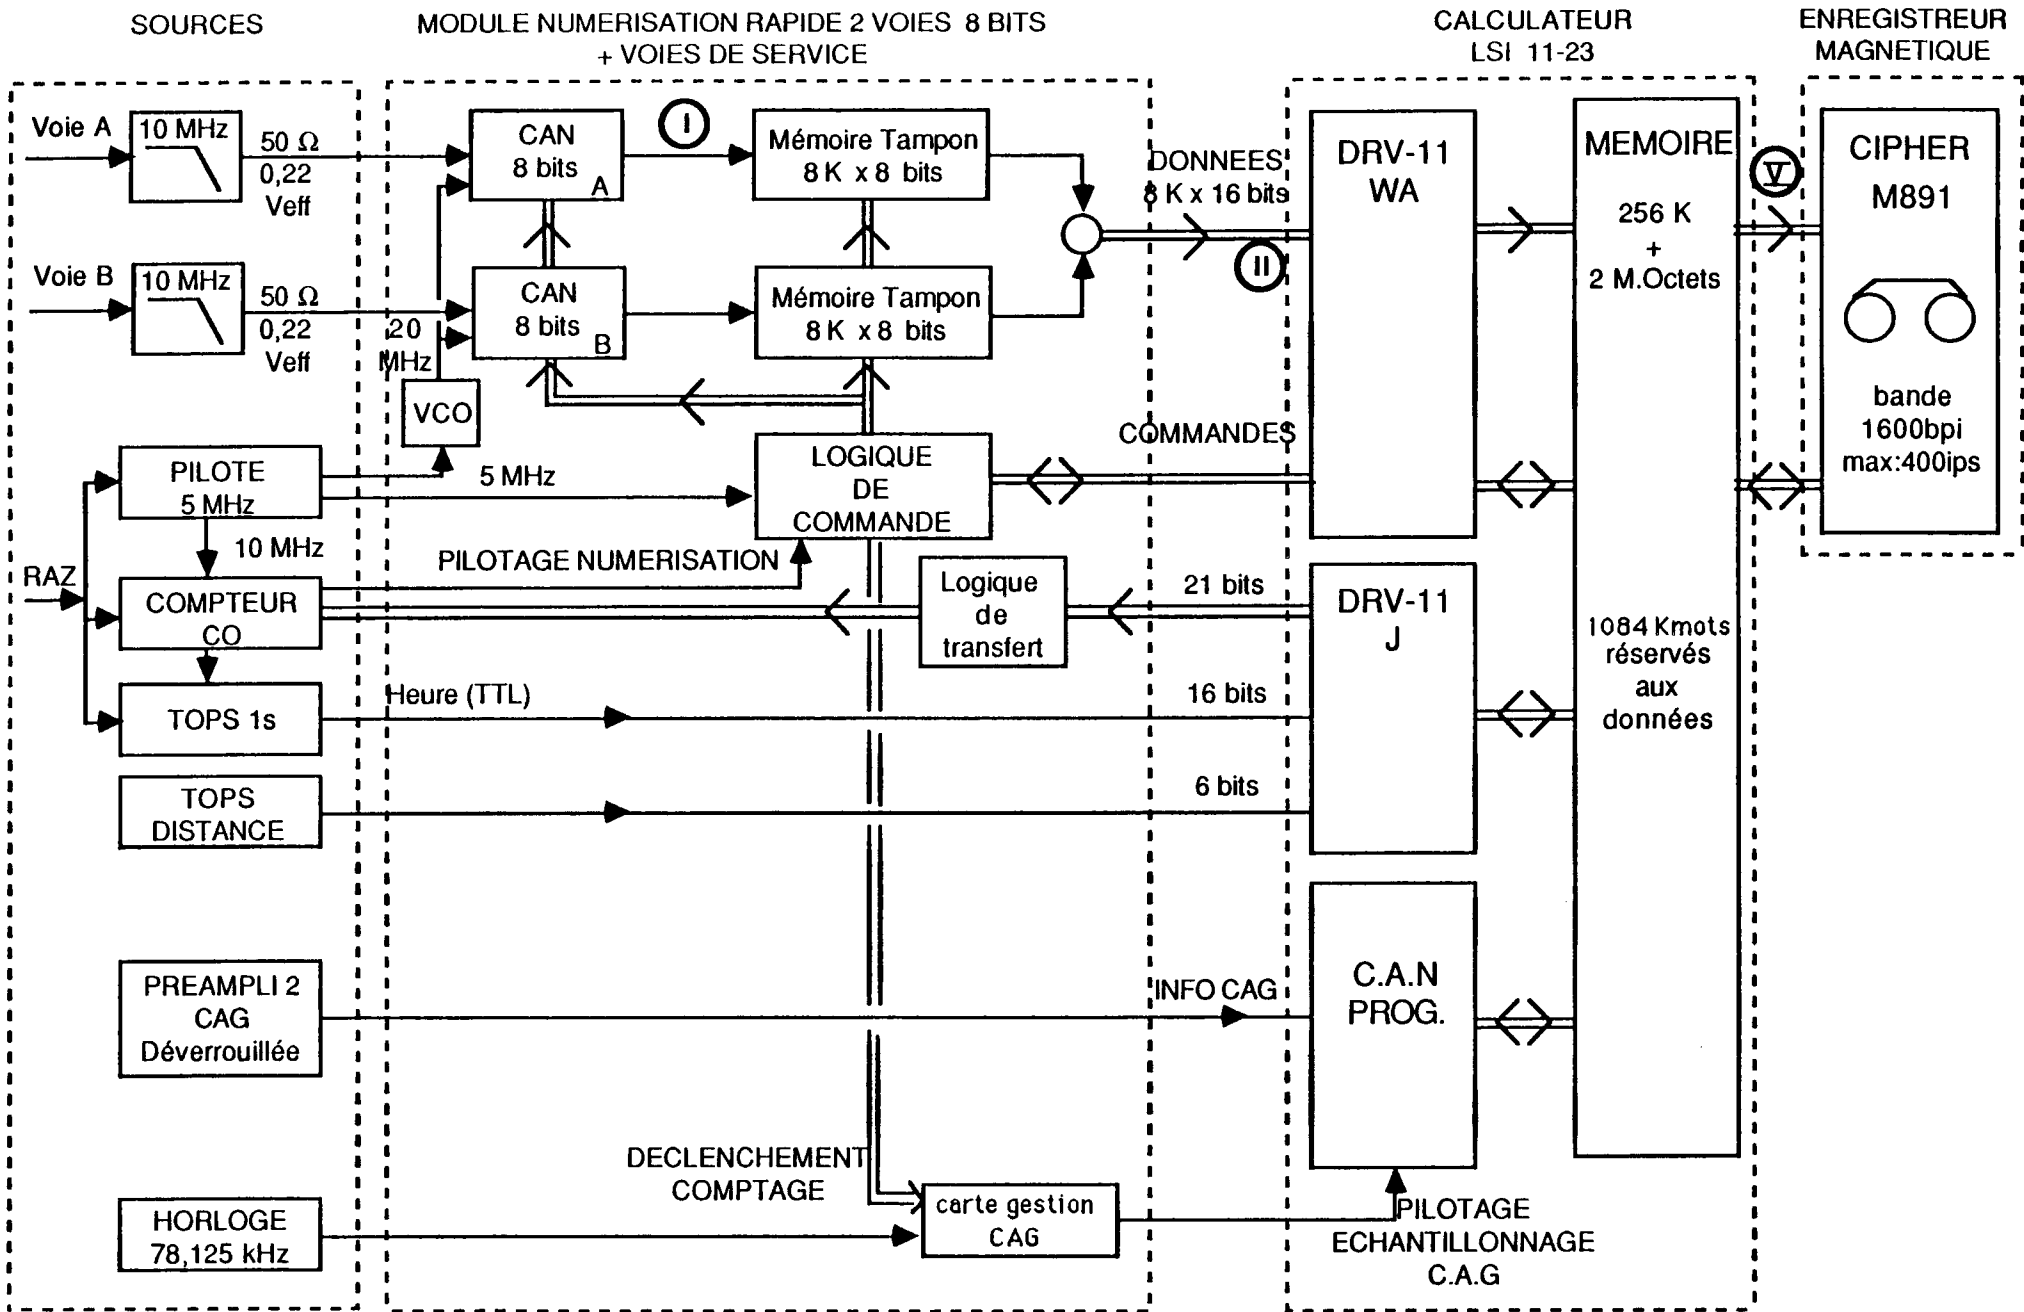 SOURCES
MODULE NUMERISATION RAPIDE 2 VOIES 8 BITS
+ VOIES DE SERVICE
CALCULATEUR
LSI 11-23
ENREGISTREUR
MAGNETIQUE
Voie A
10 MHz
50 Ω
0,22
Veff
CAN
8 bits
A
I
Mémoire Tampon
8 K x 8 bits
DONNEES
8 K x 16 bits
II
DRV-11
WA
MEMOIRE
256 K
+
2 M.Octets
V
CIPHER
M891
bande
1600bpi
max:400ips
Voie B
10 MHz
50 Ω
0,22
Veff
20
MHz
CAN
8 bits
B
Mémoire Tampon
8 K x 8 bits
VCO
COMMANDES
PILOTE
5 MHz
5 MHz
LOGIQUE
DE
COMMANDE
10 MHz
PILOTAGE NUMERISATION
RAZ
COMPTEUR
CO
Logique
de
transfert
21 bits
DRV-11
J
1084 Kmots
réservés
aux
données
TOPS 1s
Heure (TTL)
16 bits
TOPS
DISTANCE
6 bits
PREAMPLI 2
CAG
Déverrouillée
INFO CAG
C.A.N
PROG.
DECLENCHEMENT
COMPTAGE
carte gestion
CAG
HORLOGE
78,125 kHz
PILOTAGE
ECHANTILLONNAGE
C.A.G